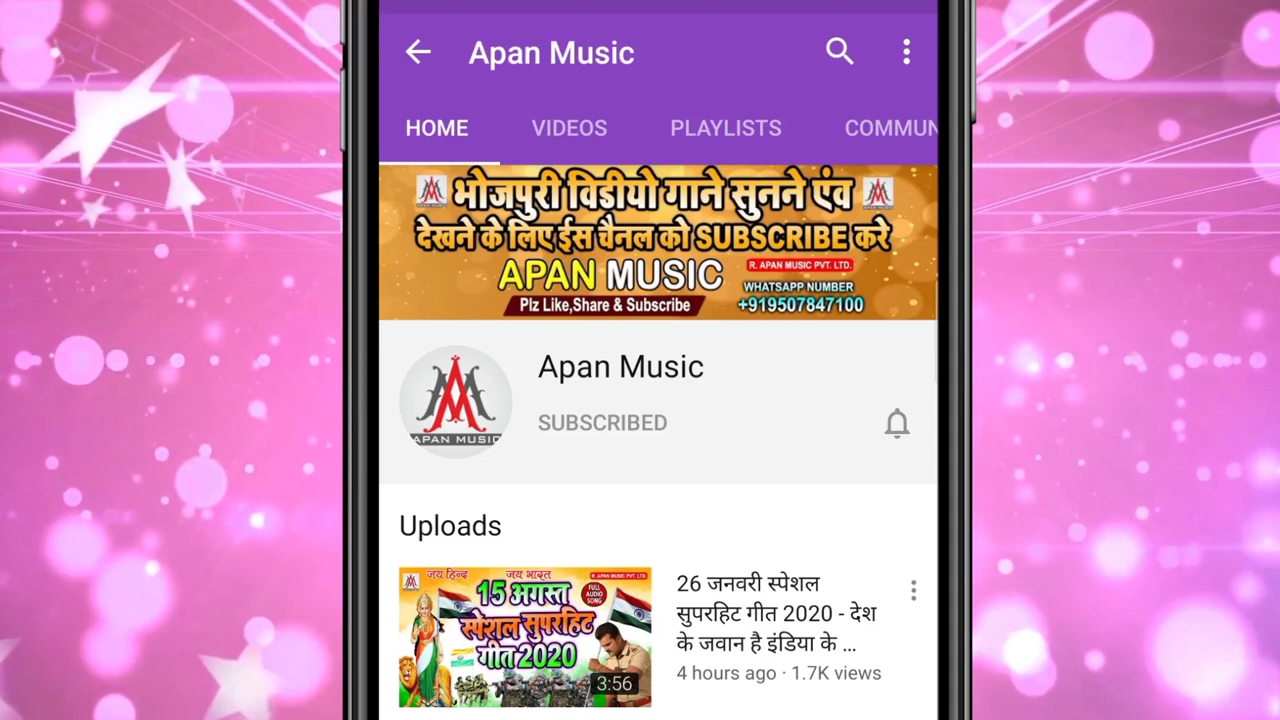 Apan Music
HOME VIDEOS PLAYLISTS COMMUN
भोजपुरी विडीयो गाने सुनने एंव
देखने के लिए ईस चैनल को SUBSCRIBE करे
APAN MUSIC
R. APAN MUSIC PVT. LTD.
WHATSAPP NUMBER
+919507847100
Plz Like,Share & Subscribe
Apan Music
SUBSCRIBED
APAN MUSIC
Uploads
जय हिन्द जय भारत
R. APAN MUSIC PVT. LTD
15 अगस्त
FULL
AUDIO
SONG
स्पेशल सुपरहिट
गीत 2020
3:56
26 जनवरी स्पेशल
सुपरहिट गीत 2020 - देश
के जवान है इंडिया के ...
4 hours ago · 1.7K views